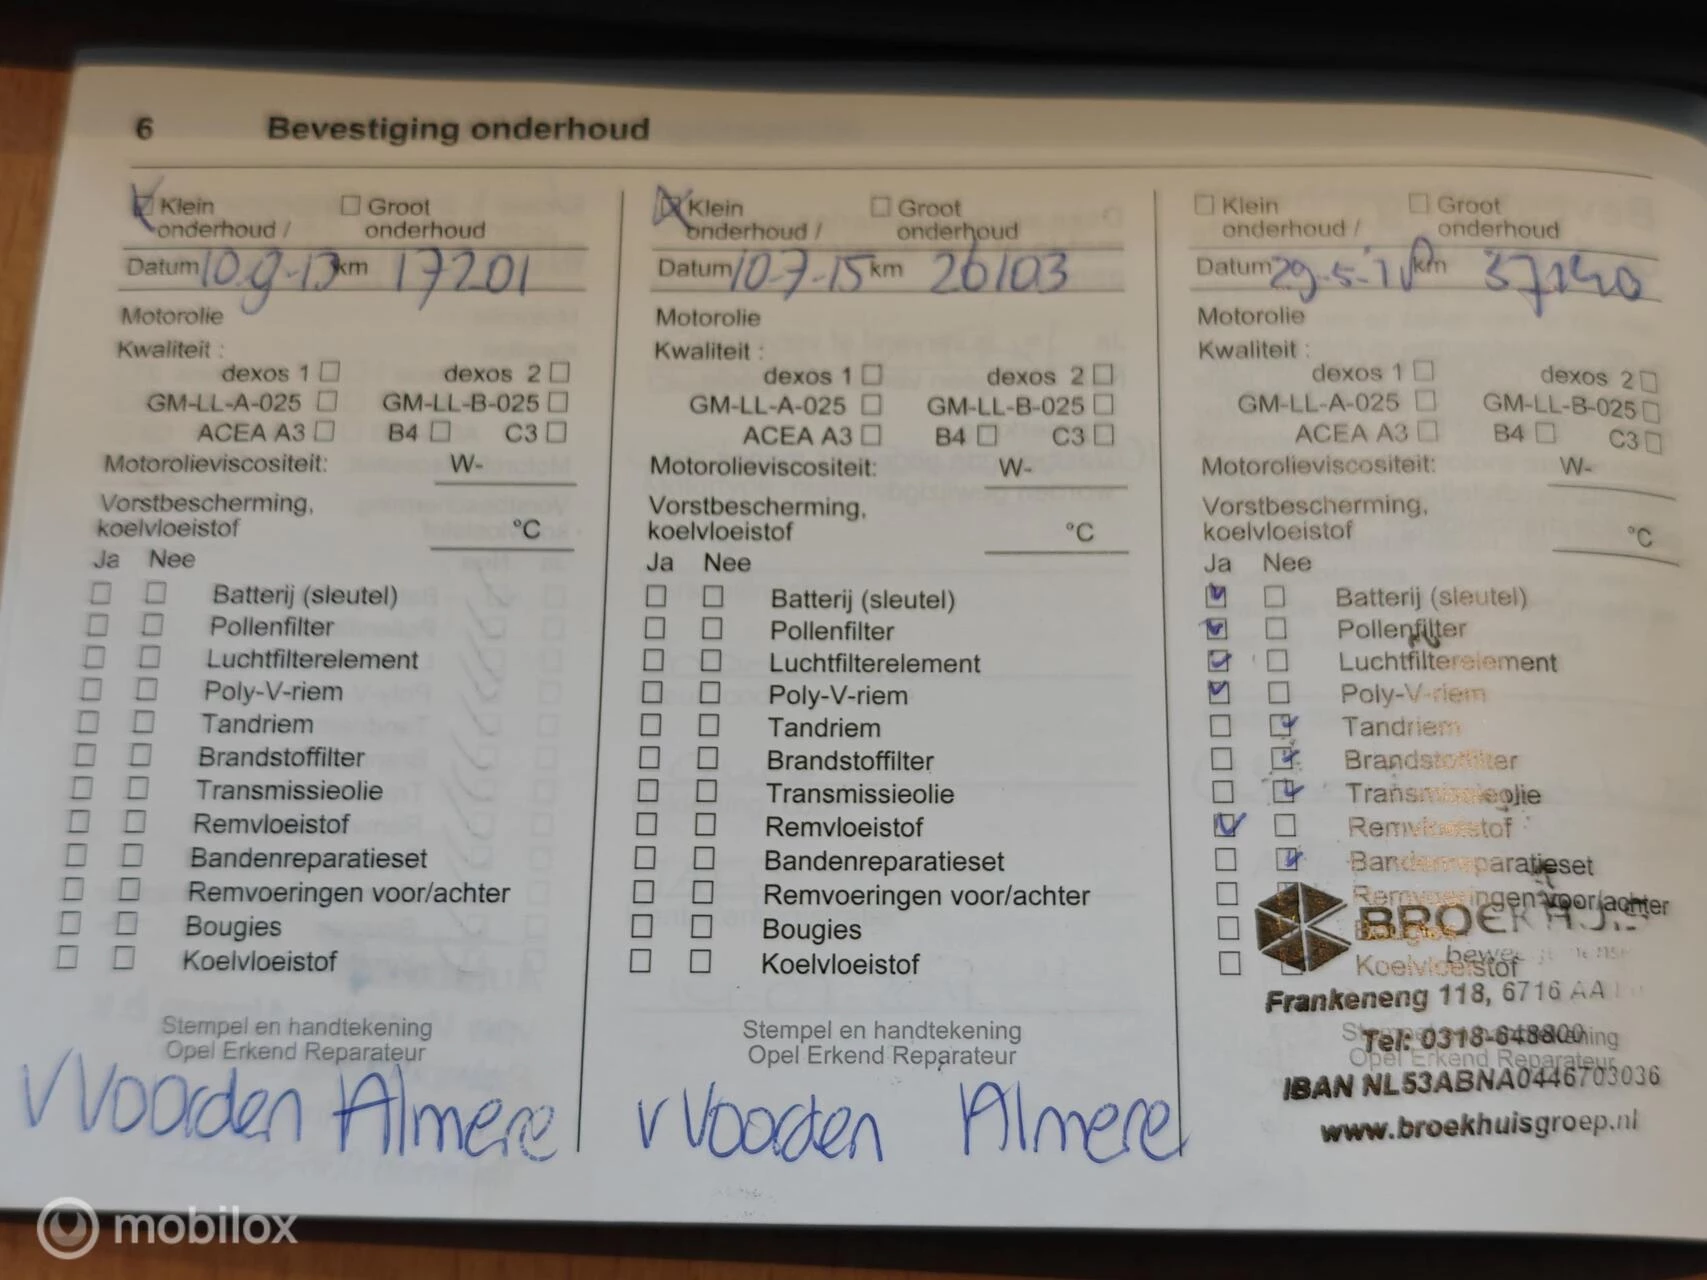 6 Bevestiging onderhoud
Klein onderhoud / Groot onderhoud
Datum 10-9-13 km 17201
Motorolie
Kwaliteit :
dexos 1 dexos 2
GM-LL-A-025 GM-LL-B-025
ACEA A3 B4 C3
Motorolieviscositeit: W-
Vorstbescherming,
koelvloeistof °C
Ja Nee
Batterij (sleutel)
Pollenfilter
Luchtfilterelement
Poly-V-riem
Tandriem
Brandstoffilter
Transmissieolie
Remvloeistof
Bandenreparatieset
Remvoeringen voor/achter
Bougies
Koelvloeistof
Stempel en handtekening
Opel Erkend Reparateur
Almere
Klein onderhoud / Groot onderhoud
Datum 10-7-15 km 26103
Motorolie
Kwaliteit :
dexos 1 dexos 2
GM-LL-A-025 GM-LL-B-025
ACEA A3 B4 C3
Motorolieviscositeit: W-
Vorstbescherming,
koelvloeistof °C
Ja Nee
Batterij (sleutel)
Pollenfilter
Luchtfilterelement
Poly-V-riem
Tandriem
Brandstoffilter
Transmissieolie
Remvloeistof
Bandenreparatieset
Remvoeringen voor/achter
Bougies
Koelvloeistof
Stempel en handtekening
Opel Erkend Reparateur
Almere
Klein onderhoud / Groot onderhoud
Datum km
Motorolie
Kwaliteit :
dexos 1 dexos 2
GM-LL-A-025 GM-LL-B-025
ACEA A3 B4 C3
Motorolieviscositeit: W-
Vorstbescherming,
koelvloeistof °C
Ja Nee
Batterij (sleutel)
Pollenfilter
Luchtfilterelement
Poly-V-riem
Tandriem
Brandstoffilter
Transmissieolie
Remvloeistof
Bandenreparatieset
Remvoeringen voor/achter
Bougies
Koelvloeistof
BROEKHUIS
Frankeneng 118, 6716 AA
Stempel en handtekening
Tel: 0318-648800
Opel Erkend Reparateur
IBAN NL53ABNA0446703036
www.broekhuisgroep.nl
mobilox